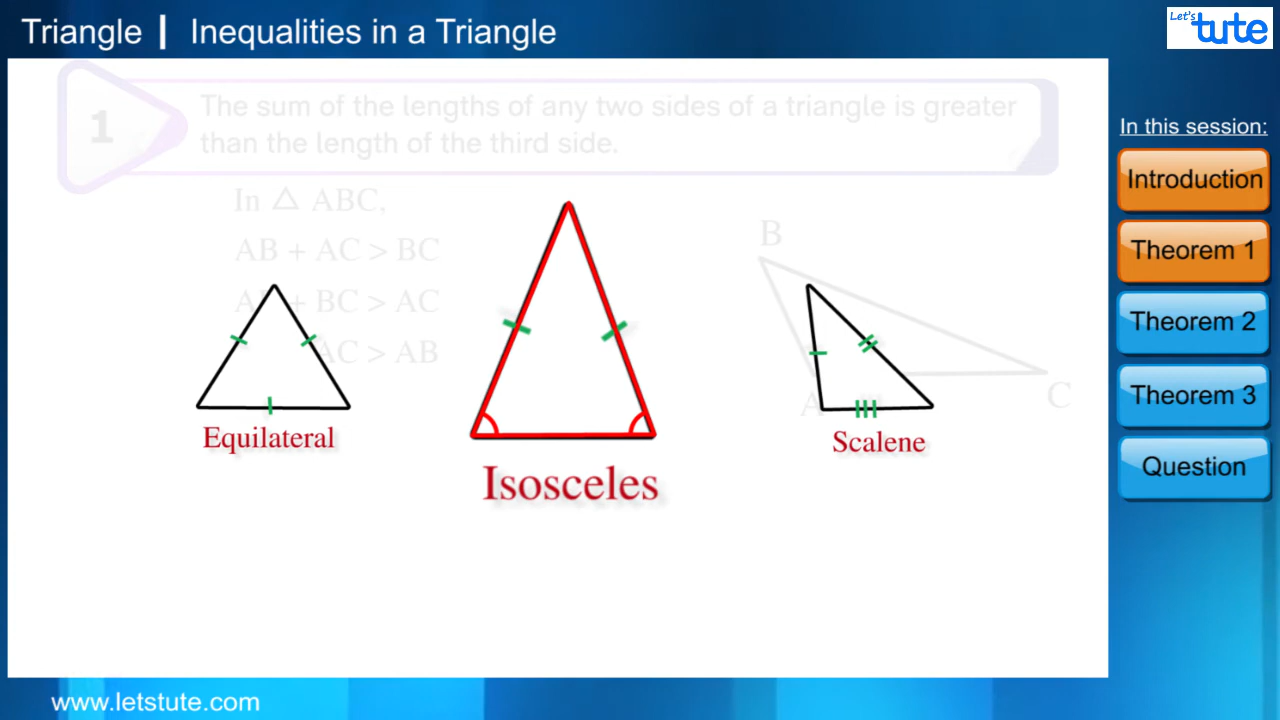 Triangle | Inequalities in a Triangle
Let's tute
1
The sum of the lengths of any two sides of a triangle is greater
than the length of the third side.
In △ ABC,
AB + AC > BC
+ BC > AC
AC > AB
B
A
C
Equilateral
Isosceles
Scalene
In this session:
Introduction
Theorem 1
Theorem 2
Theorem 3
Question
www.letstute.com